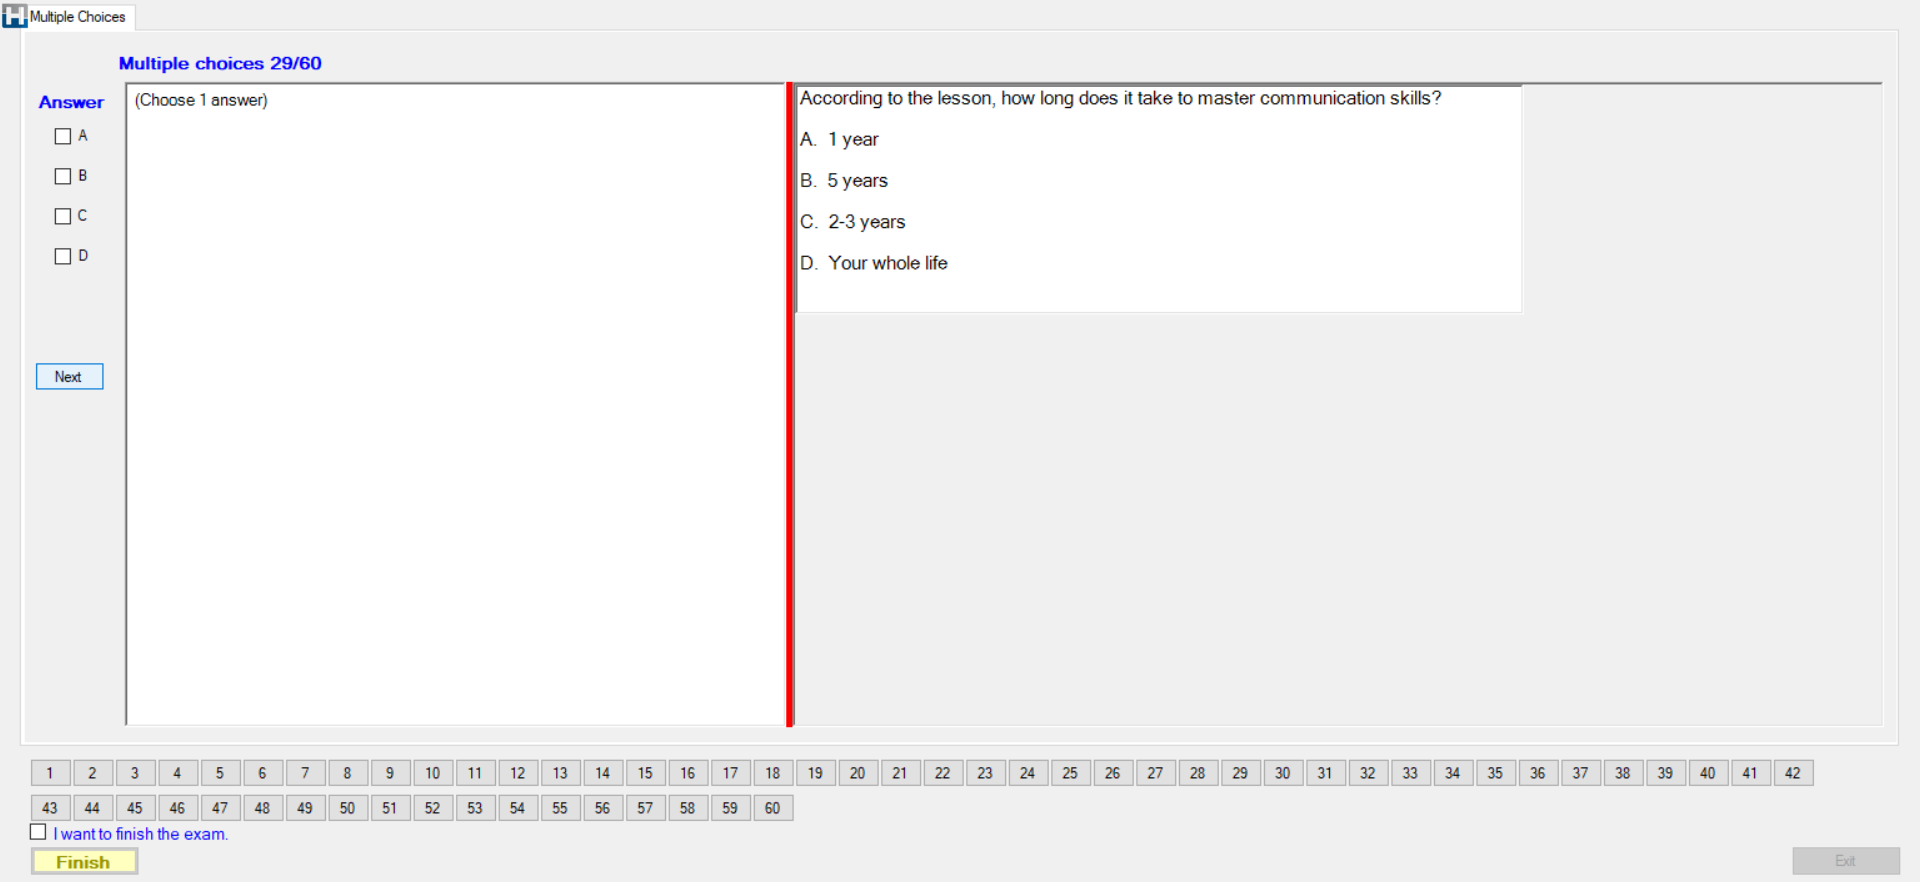 Multiple Choices
Multiple choices 29/60
Answer
A
B
C
D
Next
(Choose 1 answer)
According to the lesson, how long does it take to master communication skills?
A. 1 year
B. 5 years
C. 2-3 years
D. Your whole life
1 2 3 4 5 6 7 8 9 10 11 12 13 14 15 16 17 18 19 20 21 22 23 24 25 26 27 28 29 30 31 32 33 34 35 36 37 38 39 40 41 42
43 44 45 46 47 48 49 50 51 52 53 54 55 56 57 58 59 60
I want to finish the exam.
Finish
Exit